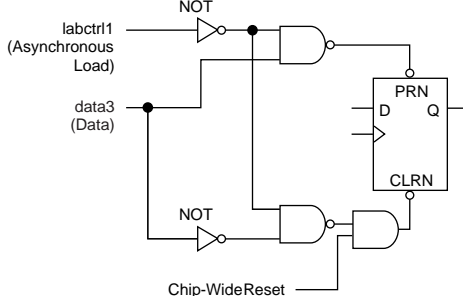 NOT
labctrl1
(Asynchronous
Load)
data3
(Data)
PRN
D Q
CLRN
NOT
Chip-WideReset